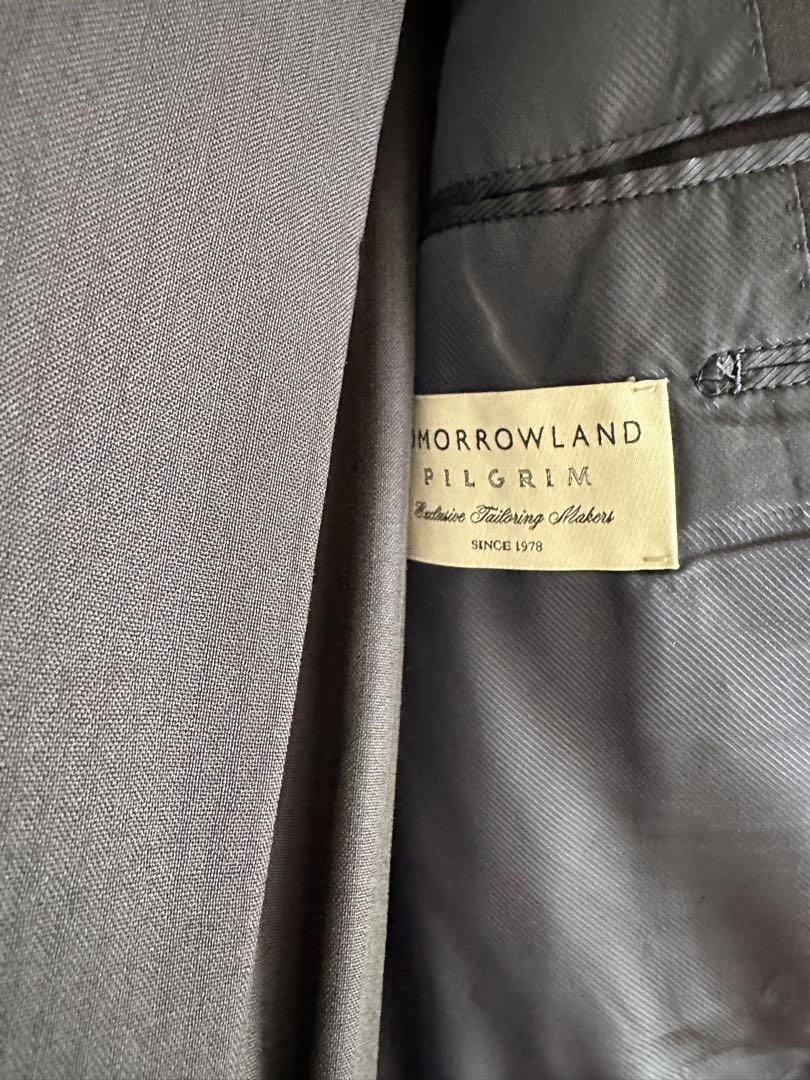 OMORROWLAND
PILGRIM
Exclusive Tailoring Makers
SINCE 1978